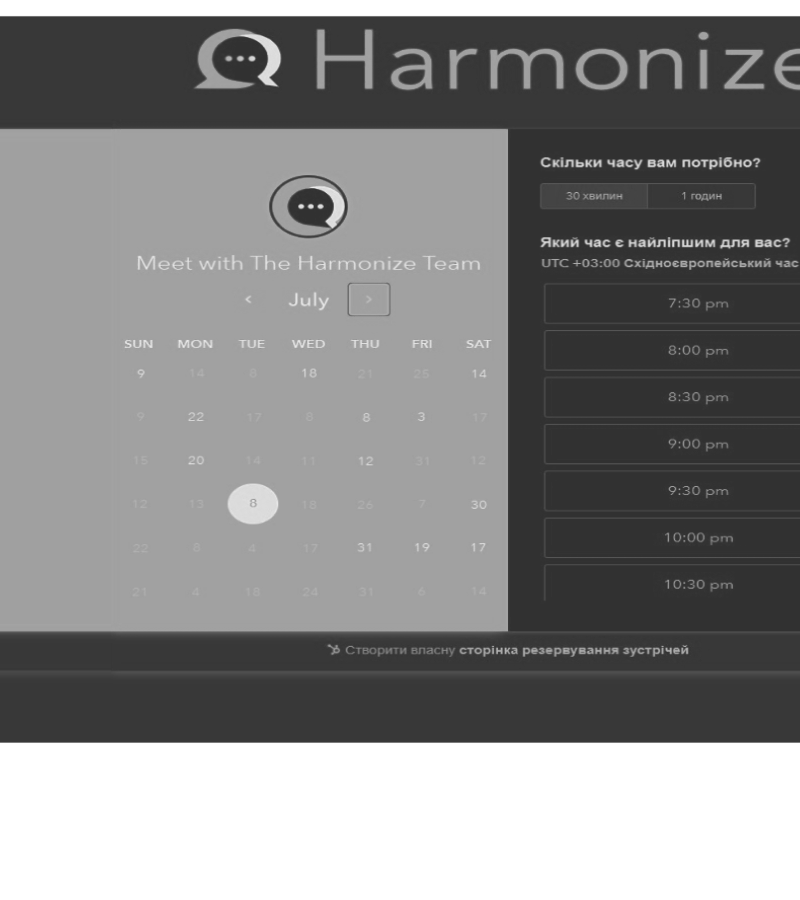 Harmonize
Meet with The Harmonize Team
‹ July ›
SUN MON TUE WED THU FRI SAT
9 14 8 18 21 25 14
9 22 17 8 8 3 17
15 20 14 11 12 31 12
12 13 8 18 26 7 30
22 8 4 17 31 19 17
21 4 18 24 31 6 14
Скільки часу вам потрібно?
30 хвилин 1 годин
Який час є найліпшим для вас?
UTC +03:00 Східноєвропейський час
7:30 pm
8:00 pm
8:30 pm
9:00 pm
9:30 pm
10:00 pm
10:30 pm
Створити власну сторінка резервування зустрічей